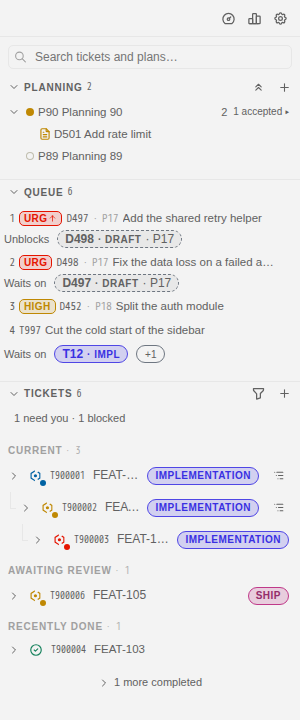 Search tickets and plans…
PLANNING 2
P90 Planning 90 2 1 accepted ▸
D501 Add rate limit
P89 Planning 89
QUEUE 6
1 URG ↑ D497 · P17 Add the shared retry helper
Unblocks D498 · DRAFT · P17
2 URG D498 · P17 Fix the data loss on a failed a…
Waits on D497 · DRAFT · P17
3 HIGH D452 · P18 Split the auth module
4 T997 Cut the cold start of the sidebar
Waits on T12 · IMPL +1
TICKETS 6
1 need you · 1 blocked
CURRENT · 3
T900001 FEAT-… IMPLEMENTATION
T900002 FEA… IMPLEMENTATION
T900003 FEAT-1… IMPLEMENTATION
AWAITING REVIEW · 1
T900006 FEAT-105 SHIP
RECENTLY DONE · 1
T900004 FEAT-103
1 more completed